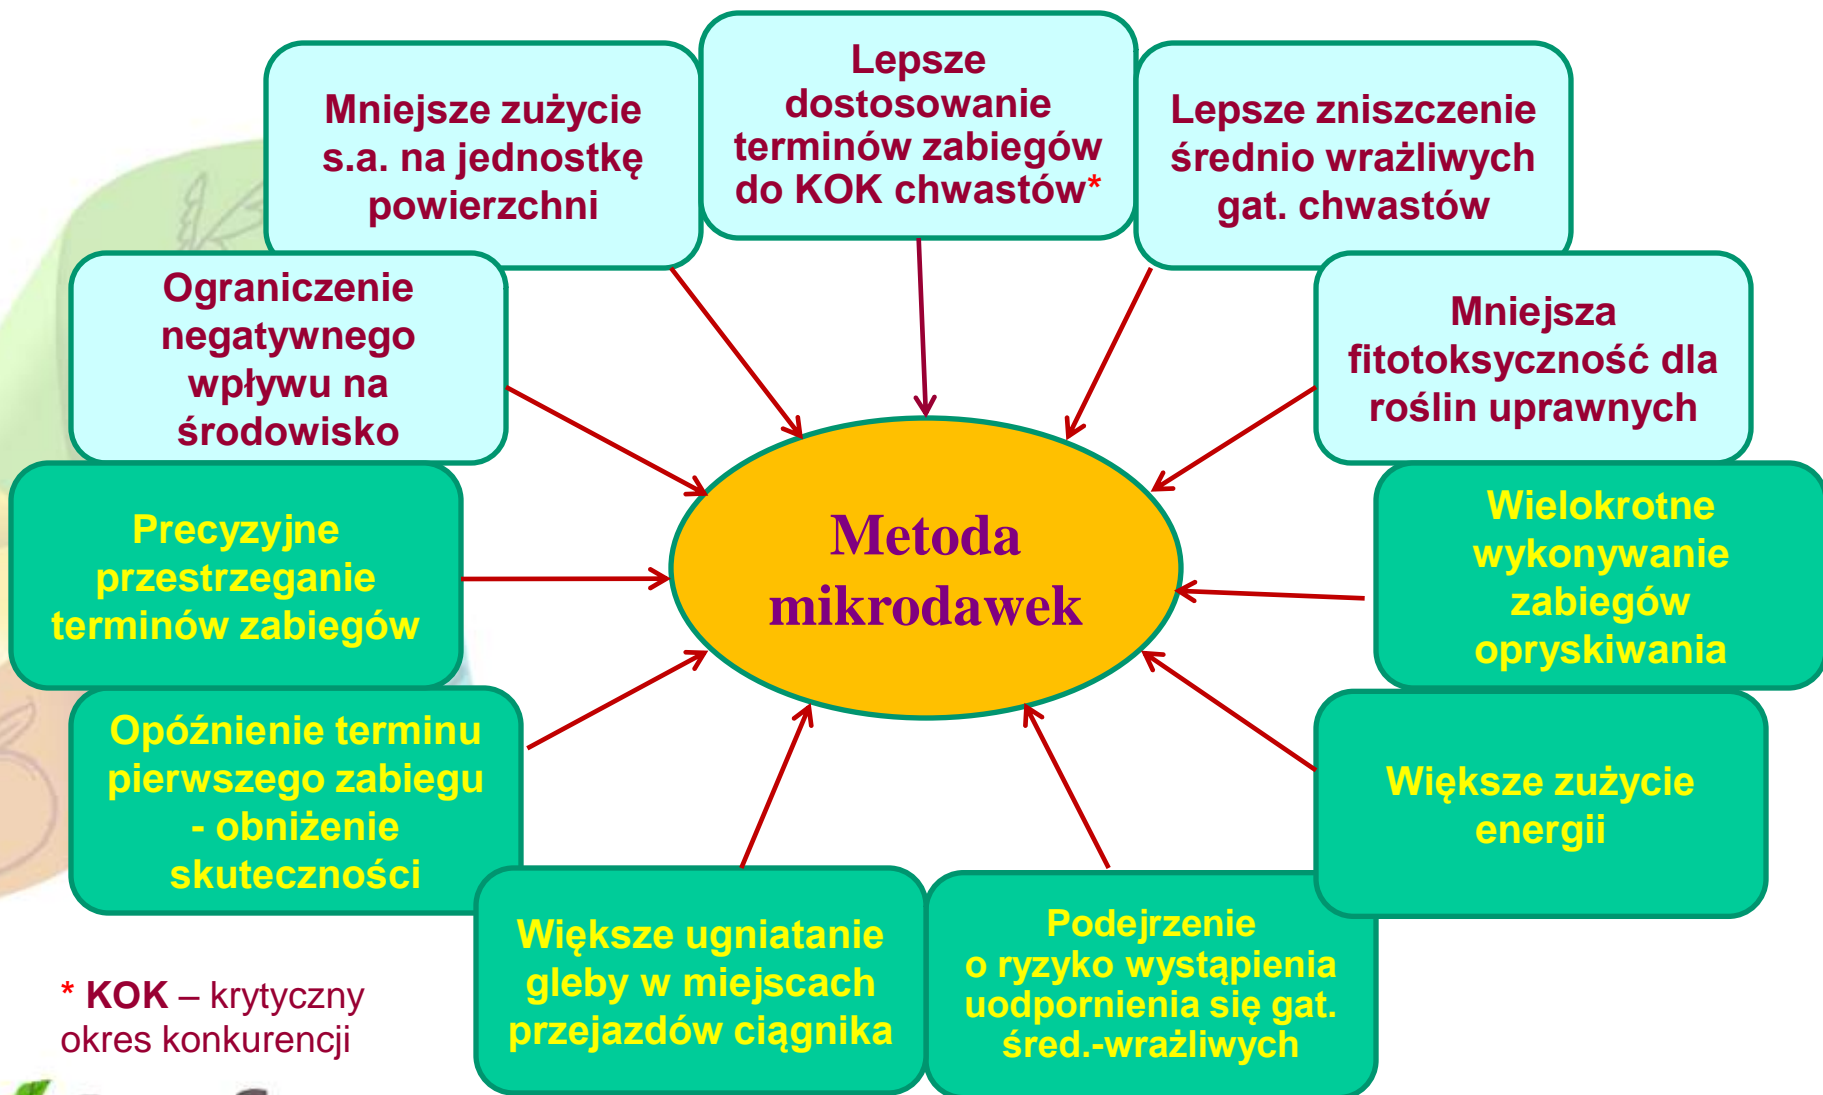 Lepsze
dostosowanie
terminów zabiegów
do KOK chwastów*
Mniejsze zużycie
s.a. na jednostkę
powierzchni
Lepsze zniszczenie
średnio wrażliwych
gat. chwastów
Ograniczenie
negatywnego
wpływu na
środowisko
Mniejsza
fitotoksyczność dla
roślin uprawnych
Metoda
mikrodawek
Precyzyjne
przestrzeganie
terminów zabiegów
Wielokrotne
wykonywanie
zabiegów
opryskiwania
Opóźnienie terminu
pierwszego zabiegu
- obniżenie
skuteczności
Większe zużycie
energii
Większe ugniatanie
gleby w miejscach
przejazdów ciągnika
Podejrzenie
o ryzyko wystąpienia
uodpornienia się gat.
śred.-wrażliwych
* KOK – krytyczny
okres konkurencji